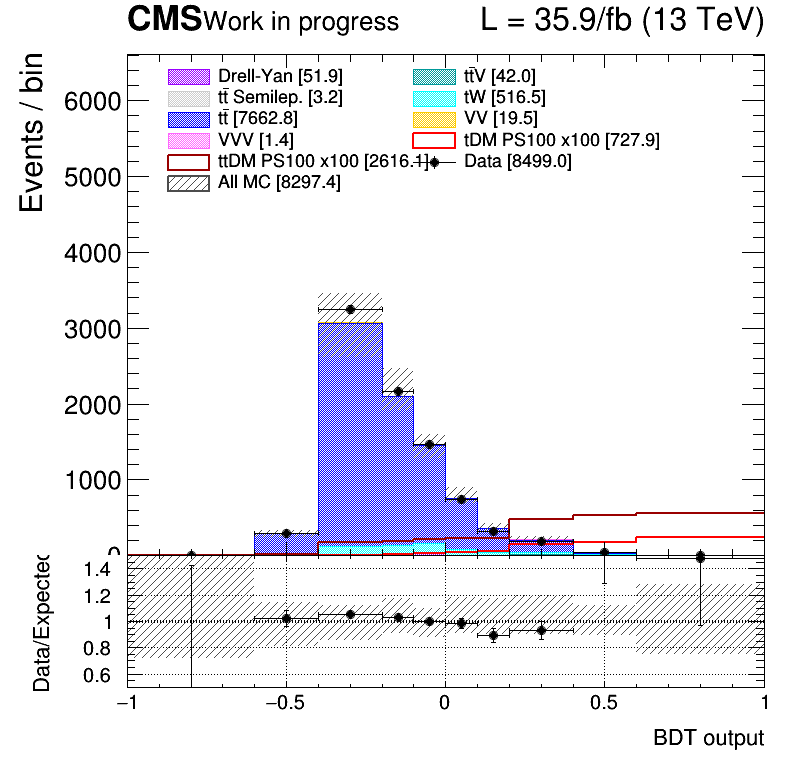 CMS Work in progress L = 35.9/fb (13 TeV)
Events / bin
Drell-Yan [51.9] tt̄V [42.0]
tt̄ Semilep. [3.2] tW [516.5]
tt̄ [7662.8] VV [19.5]
VVV [1.4] tDM PS100 x100 [727.9]
ttDM PS100 x100 [2616.1] Data [8499.0]
All MC [8297.4]
6000
5000
4000
3000
2000
1000
0
Data/Expected
1.4
1.2
1
0.8
0.6
−1 −0.5 0 0.5 1
BDT output